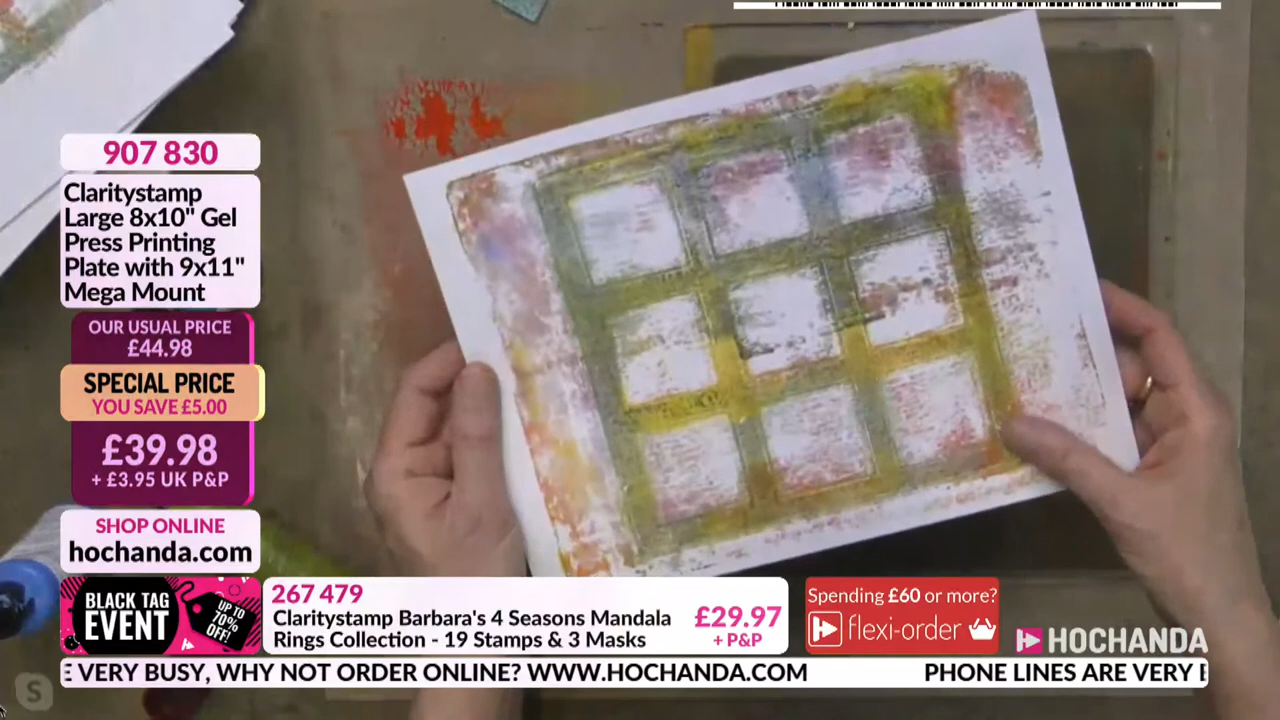 907 830
Claritystamp
Large 8x10" Gel
Press Printing
Plate with 9x11"
Mega Mount
OUR USUAL PRICE
£44.98
SPECIAL PRICE
YOU SAVE £5.00
£39.98
+ £3.95 UK P&P
SHOP ONLINE
hochanda.com
BLACK TAG
EVENT
UP TO
70%
OFF!
267 479
Claritystamp Barbara's 4 Seasons Mandala
Rings Collection - 19 Stamps & 3 Masks
£29.97
+ P&P
Spending £60 or more?
flexi-order
HOCHANDA
E VERY BUSY, WHY NOT ORDER ONLINE? WWW.HOCHANDA.COM
PHONE LINES ARE VERY
S